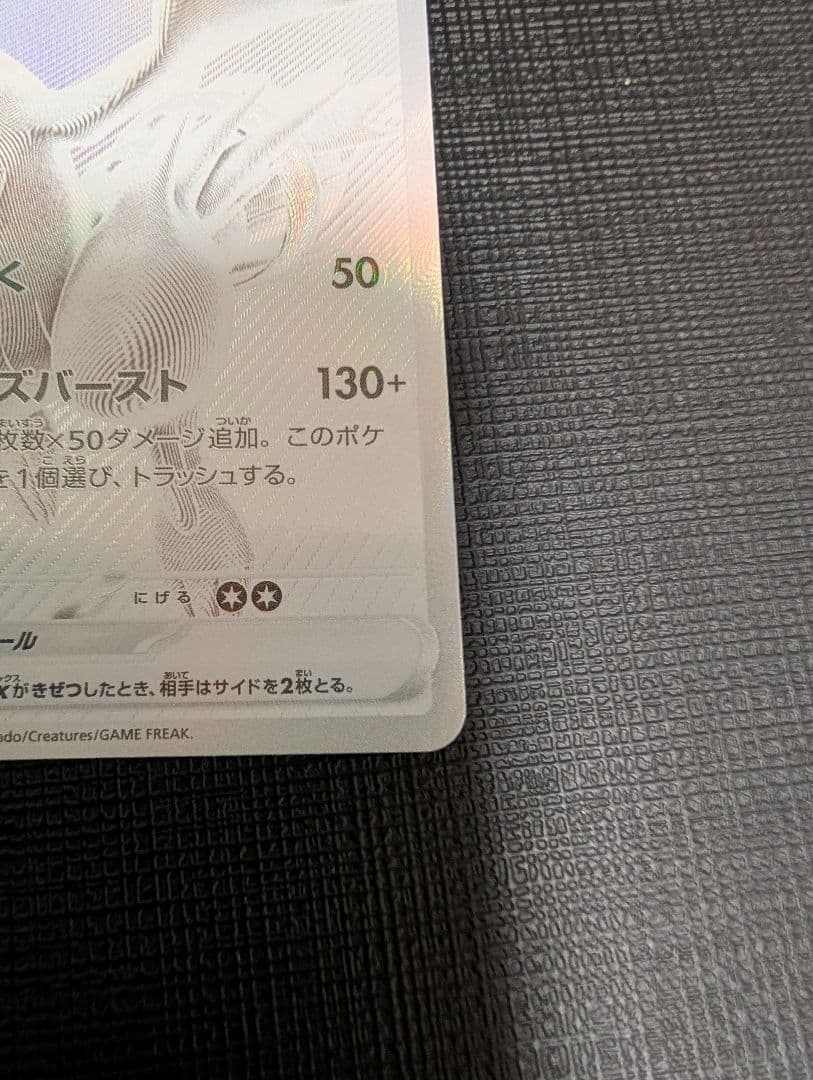 く 50
ズバースト 130+
枚数×50ダメージ追加。このポケ
を1個選び、トラッシュする。
にげる
ール
Xがきぜつしたとき、相手はサイドを2枚とる。
ado/Creatures/GAME FREAK.